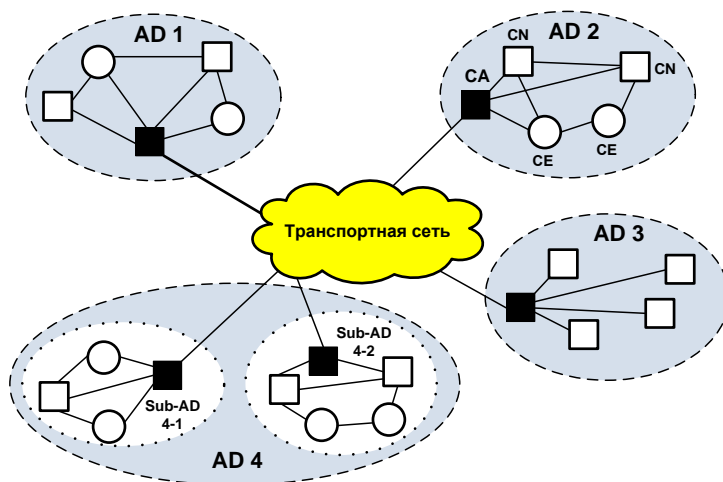 AD 1
AD 2
CN
CA
CN
CE
CE
Транспортная сеть
AD 3
Sub-AD
4-2
Sub-AD
4-1
AD 4